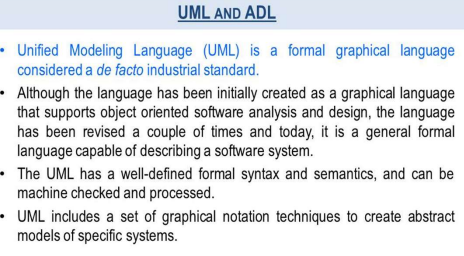 UML AND ADL
• Unified Modeling Language (UML) is a formal graphical language
considered a de facto industrial standard.
• Although the language has been initially created as a graphical language
that supports object oriented software analysis and design, the language
has been revised a couple of times and today, it is a general formal
language capable of describing a software system.
• The UML has a well-defined formal syntax and semantics, and can be
machine checked and processed.
• UML includes a set of graphical notation techniques to create abstract
models of specific systems.